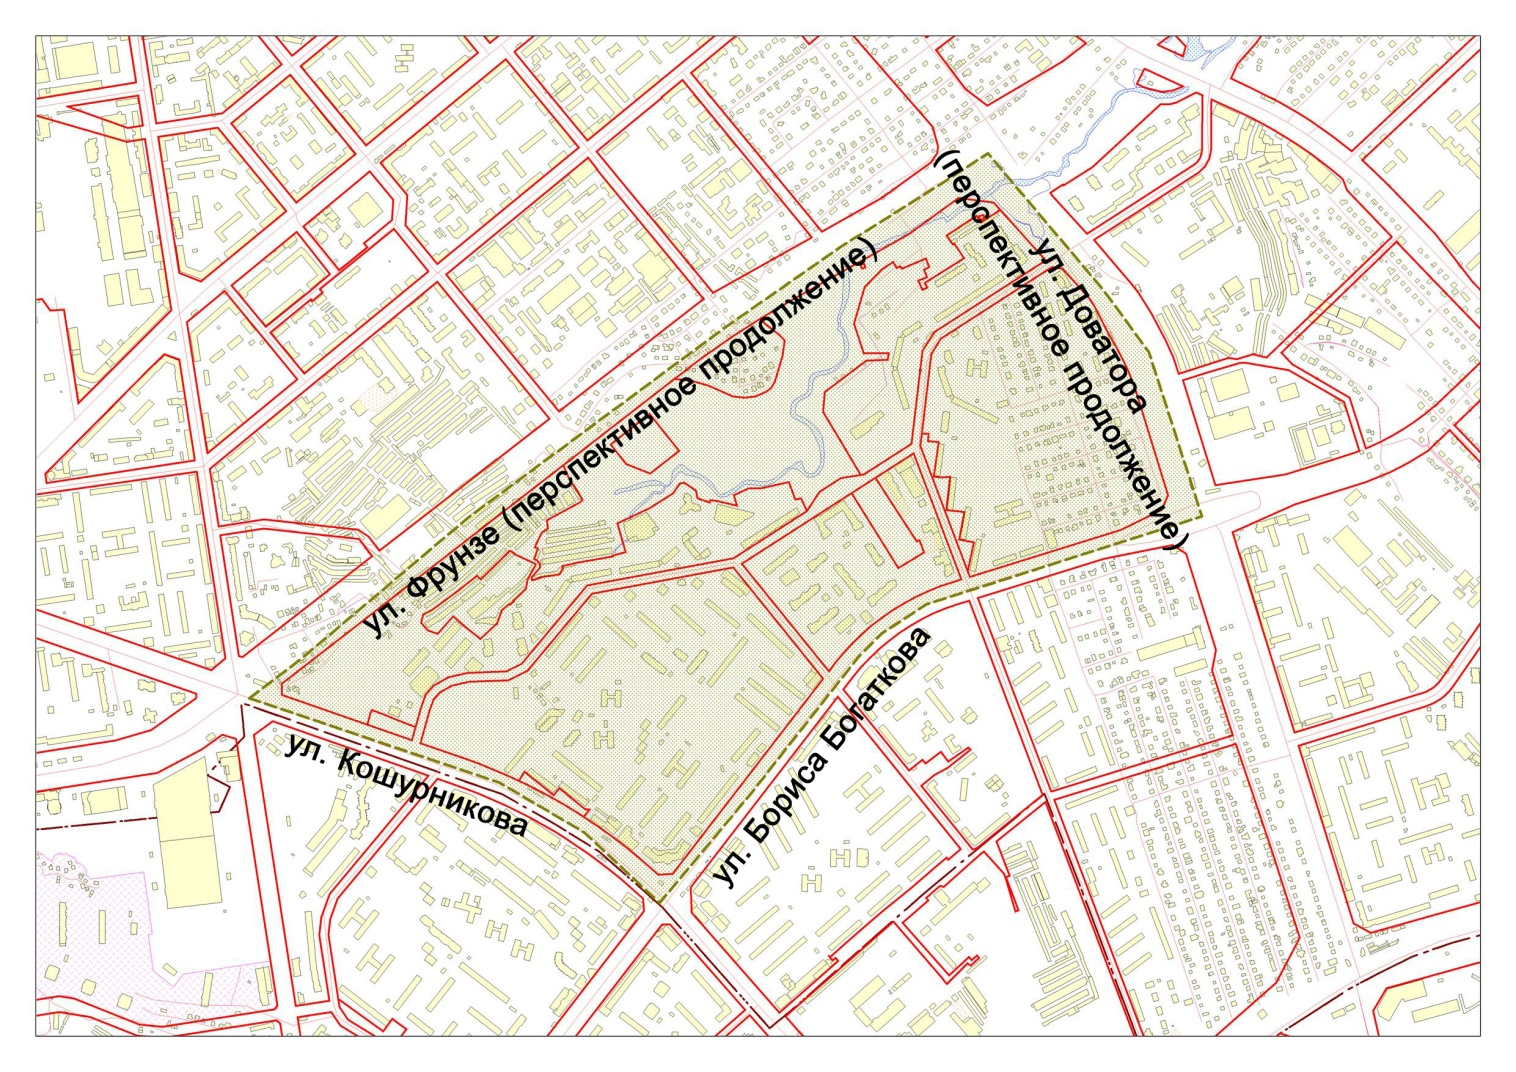 ул. Фрунзе (перспективное продолжение)
ул. Доватора
(перспективное продолжение)
ул. Кошурникова
ул. Бориса Богаткова